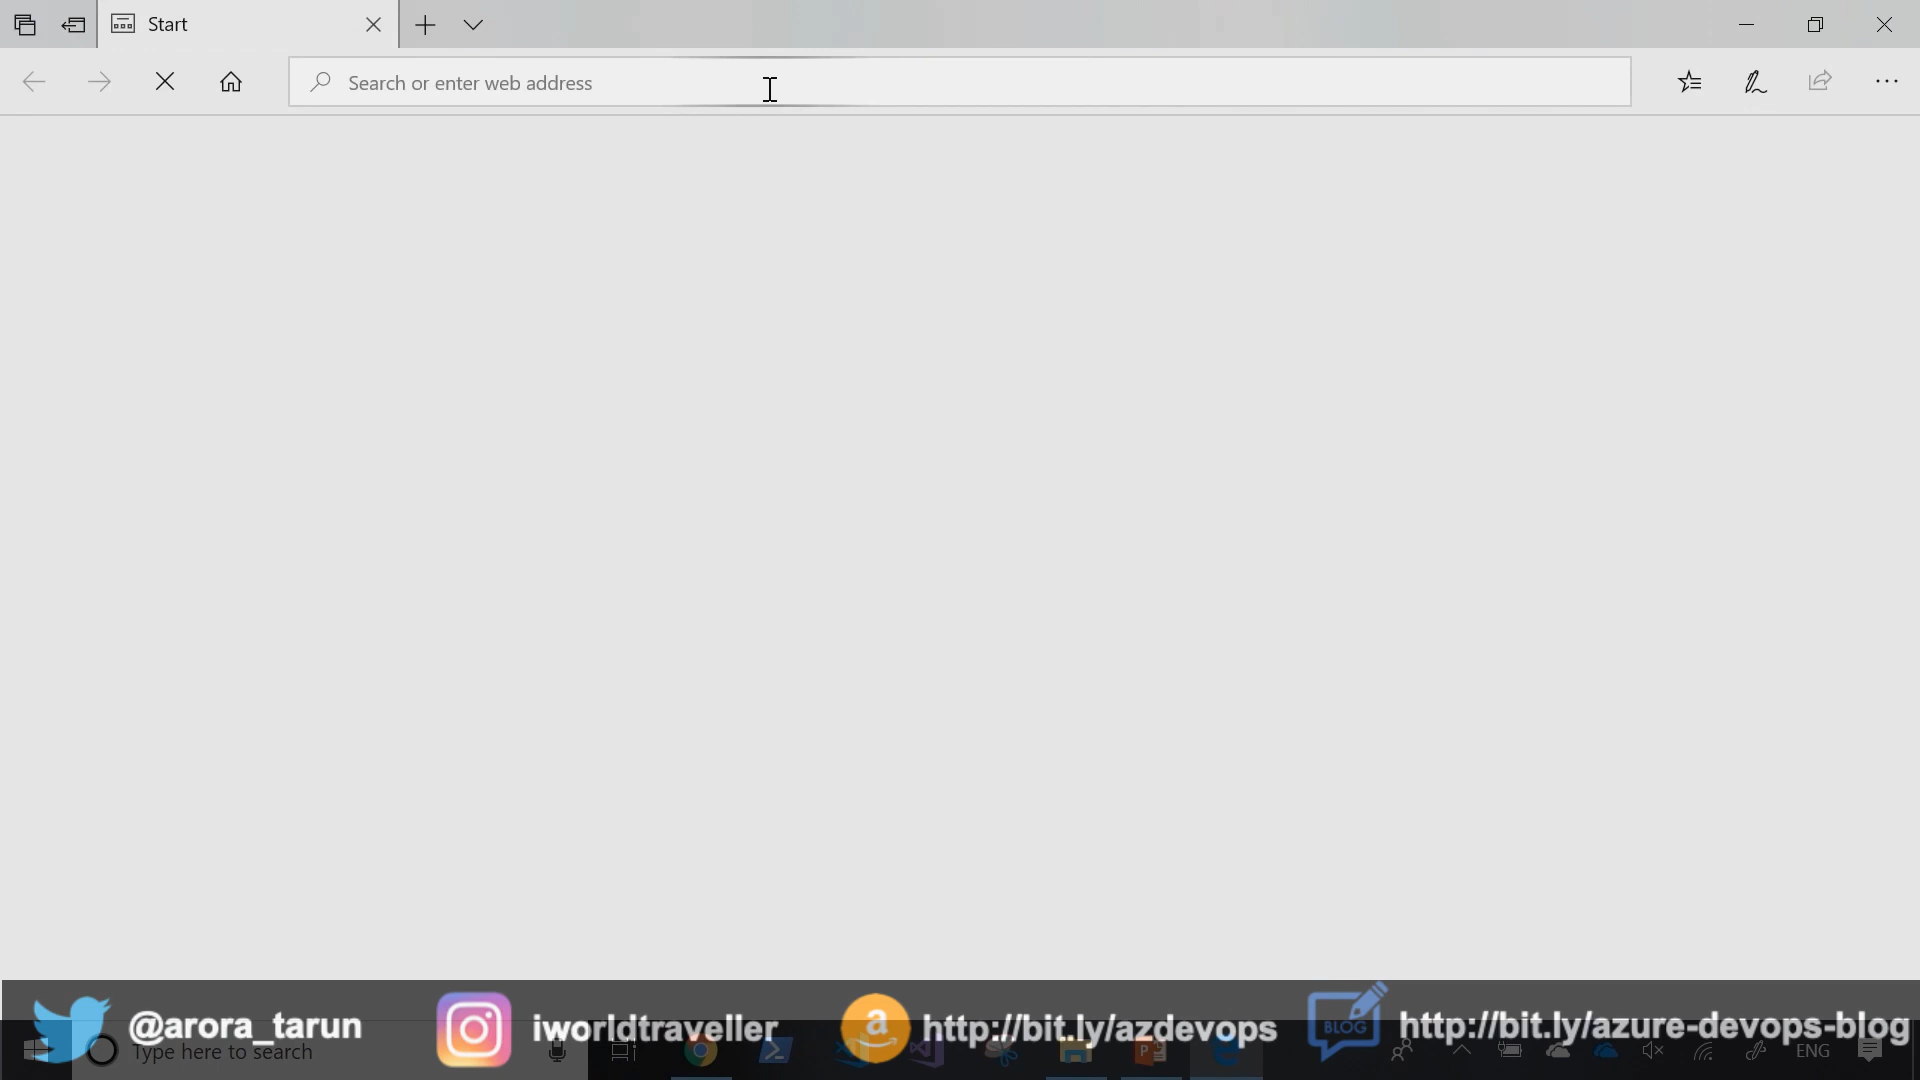 Start
Search or enter web address
@arora_tarun
iworldtraveller
http://bit.ly/azdevops
BLOG
http://bit.ly/azure-devops-blog
Type here to search
ENG